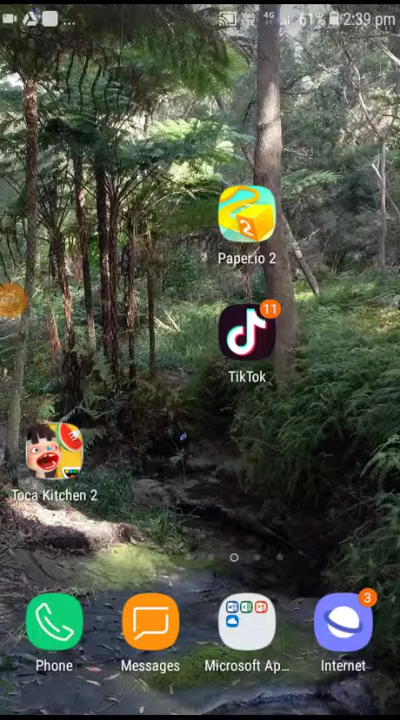 ... 4G 61% 2:39 pm
2
Paper.io 2
11
TikTok
Toca Kitchen 2
3
Phone Messages Microsoft Ap... Internet